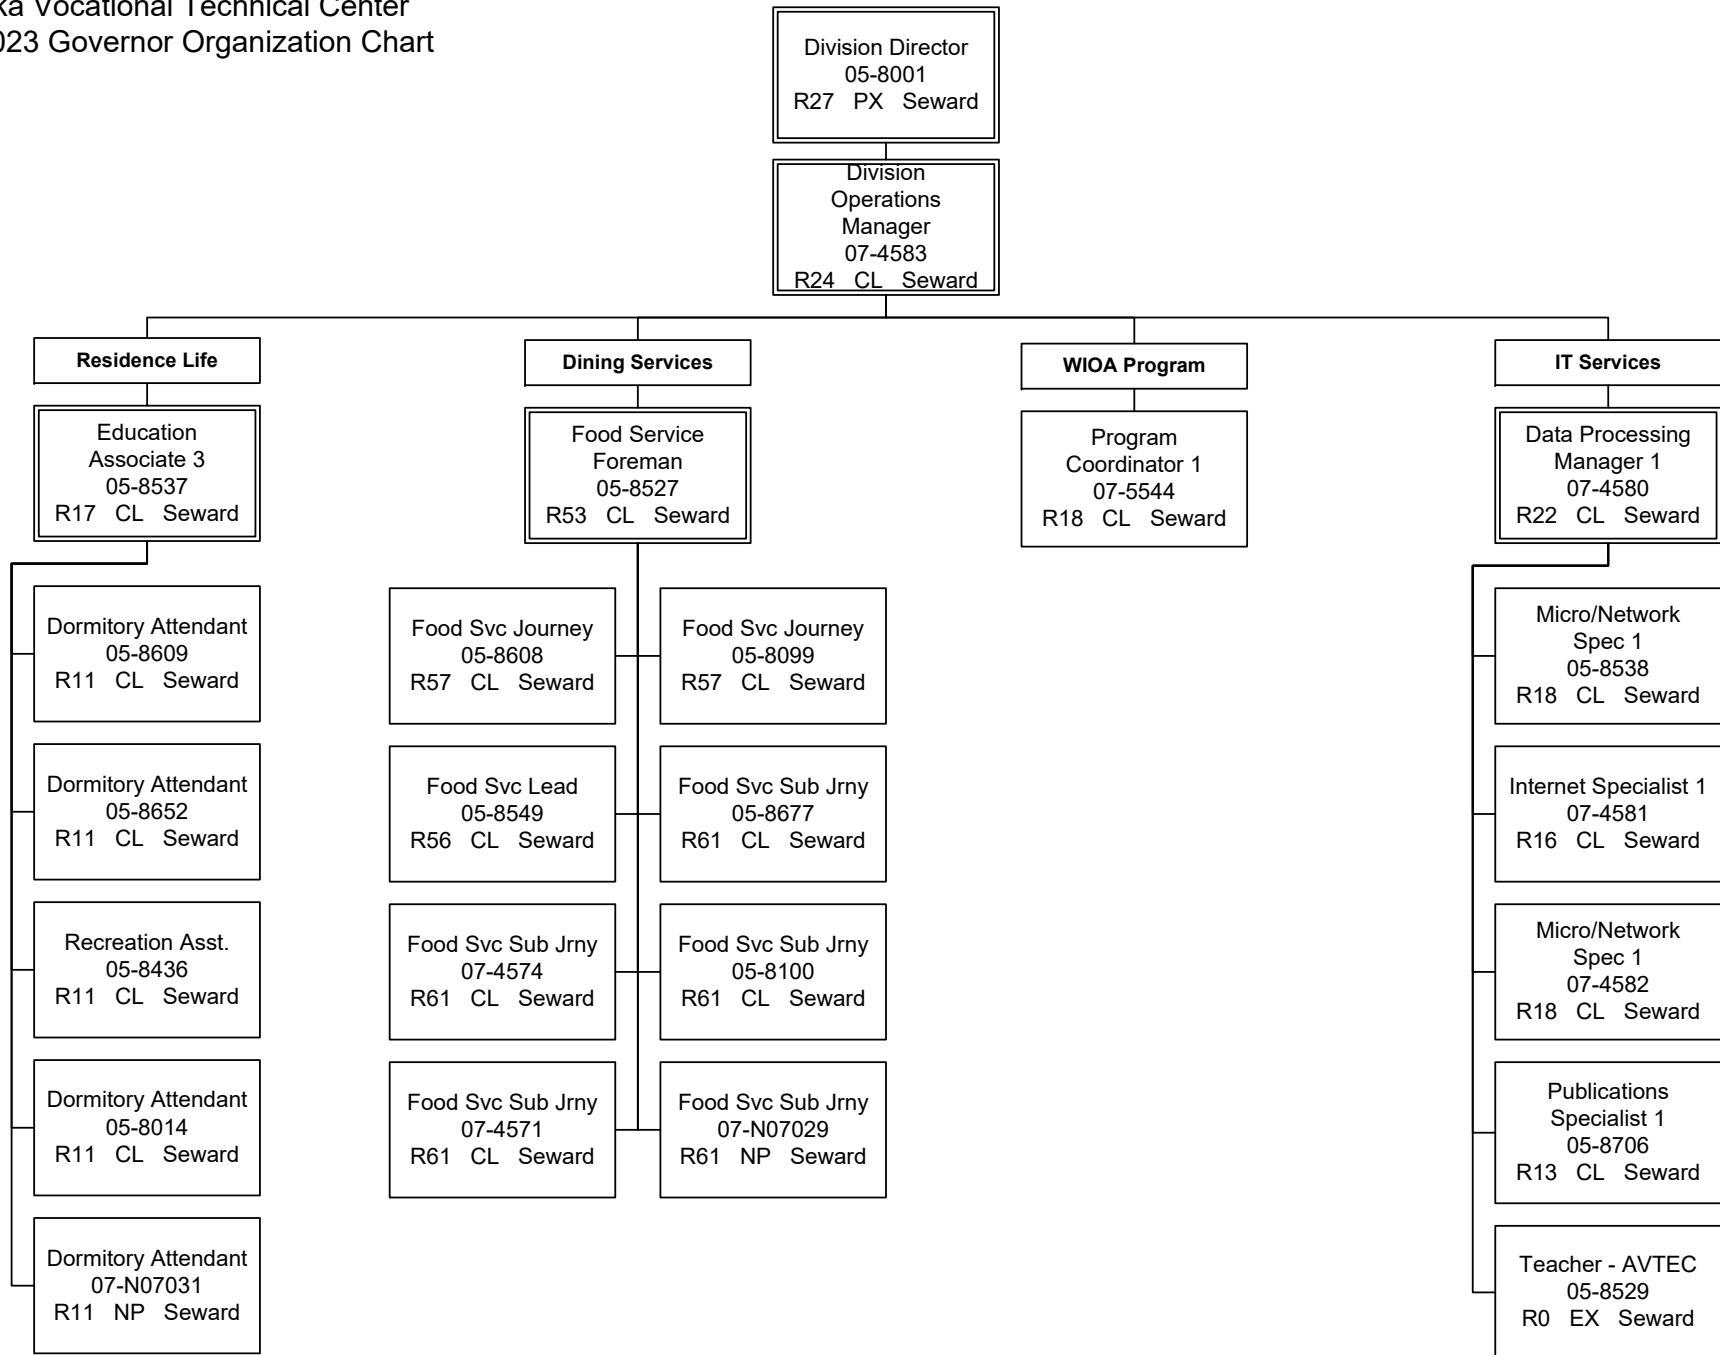 Vocational Technical Center
Governor Organization Chart
Division Director
05-8001
R27 PX Seward
Division
Operations
Manager
07-4583
R24 CL Seward
Residence Life
Education
Associate 3
05-8537
R17 CL Seward
Dormitory Attendant
05-8609
R11 CL Seward
Dormitory Attendant
05-8652
R11 CL Seward
Recreation Asst.
05-8436
R11 CL Seward
Dormitory Attendant
05-8014
R11 CL Seward
Dormitory Attendant
07-N07031
R11 NP Seward
Dining Services
Food Service
Foreman
05-8527
R53 CL Seward
Food Svc Journey
05-8608
R57 CL Seward
Food Svc Journey
05-8099
R57 CL Seward
Food Svc Lead
05-8549
R56 CL Seward
Food Svc Sub Jrny
05-8677
R61 CL Seward
Food Svc Sub Jrny
07-4574
R61 CL Seward
Food Svc Sub Jrny
05-8100
R61 CL Seward
Food Svc Sub Jrny
07-4571
R61 CL Seward
Food Svc Sub Jrny
07-N07029
R61 NP Seward
WIOA Program
Program
Coordinator 1
07-5544
R18 CL Seward
IT Services
Data Processing
Manager 1
07-4580
R22 CL Seward
Micro/Network
Spec 1
05-8538
R18 CL Seward
Internet Specialist 1
07-4581
R16 CL Seward
Micro/Network
Spec 1
07-4582
R18 CL Seward
Publications
Specialist 1
05-8706
R13 CL Seward
Teacher - AVTEC
05-8529
R0 EX Seward